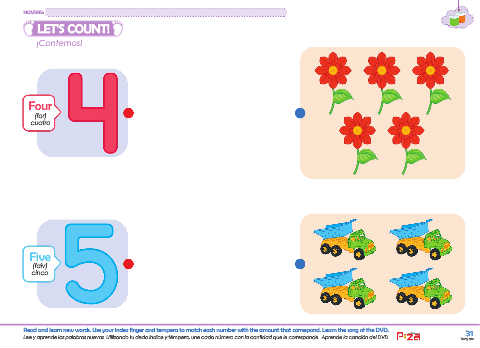 LET'S COUNT!
¡Contemos!
Four
(for)
cuatro
4
Five
(faiv)
cinco
5
Read and learn new words. Use your index finger and tempera to match each number with the amount that correspond. Learn the song of the DVD.
Lee y aprende las palabras nuevas. Utilizando tu dedo índice y témpera, une cada número con la cantidad que le corresponde. Aprende la canción del DVD.
31